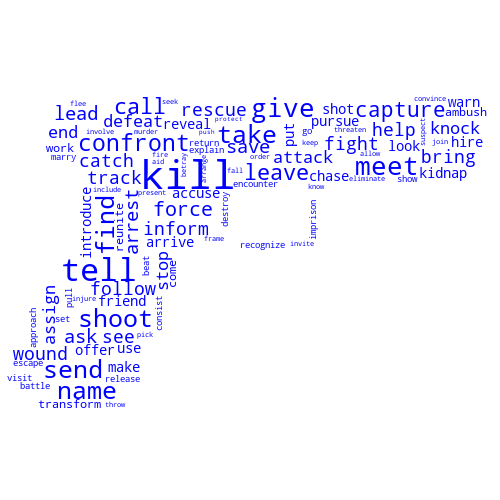 flee
call
seek
rescue
give
capture
convince
warn
lead
defeat
reveal
protect
shot
pursue
ambush
end
involve
murder
confront
push
take
put
go
threaten
help
suspect
knock
work
return
save
keep
fight
look
join
hire
marry
catch
fire
aid
betray
explain
arrange
order
attack
allow
meet
bring
track
kill
fall
leave
chase
eliminate
show
kidnap
include
present
accuse
encounter
know
introduce
find
reunite
arrest
force
destroy
imprison
inform
frame
arrive
recognize
invite
tell
beat
stop
come
follow
pull
injure
friend
consist
assign
approach
set
shoot
pick
ask
see
wound
offer
use
escape
send
make
visit
battle
release
name
transform
throw